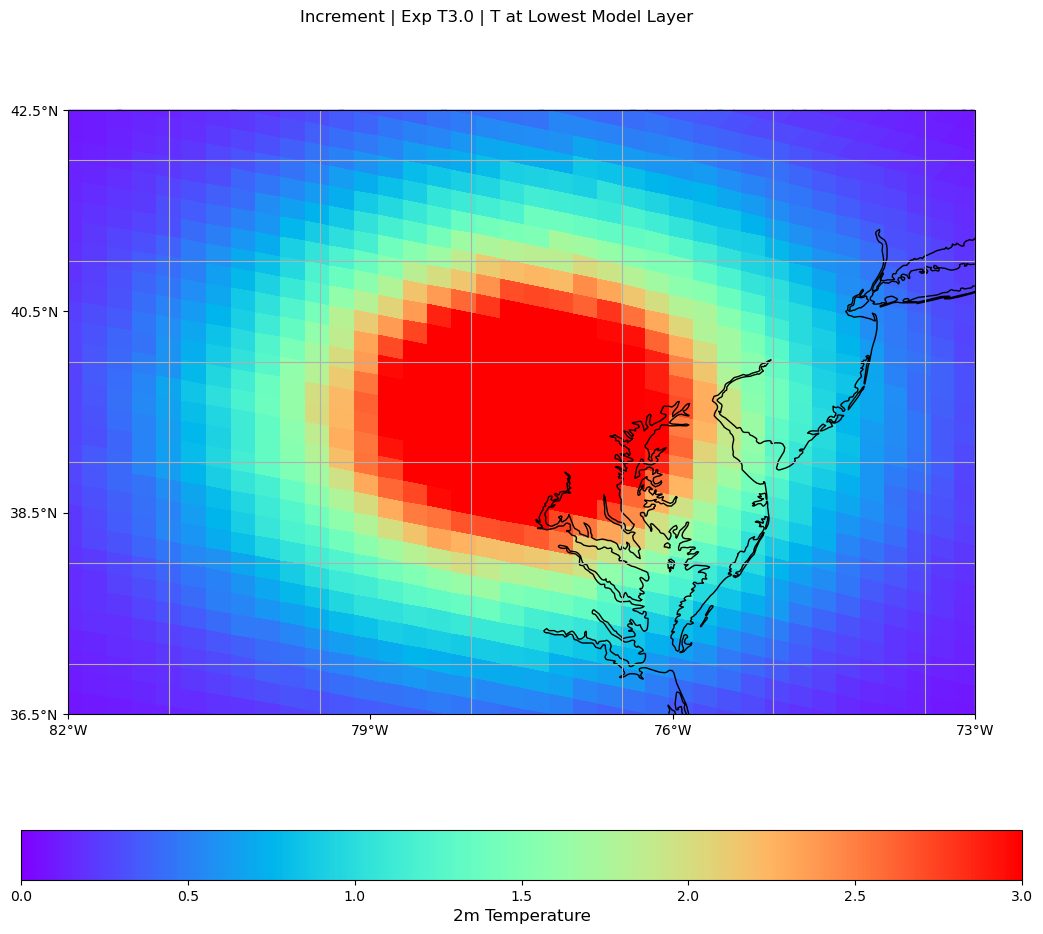 Increment | Exp T3.0 | T at Lowest Model Layer
42.5°N
40.5°N
38.5°N
36.5°N
82°W 79°W 76°W 73°W
0.0 0.5 1.0 1.5 2.0 2.5 3.0
2m Temperature